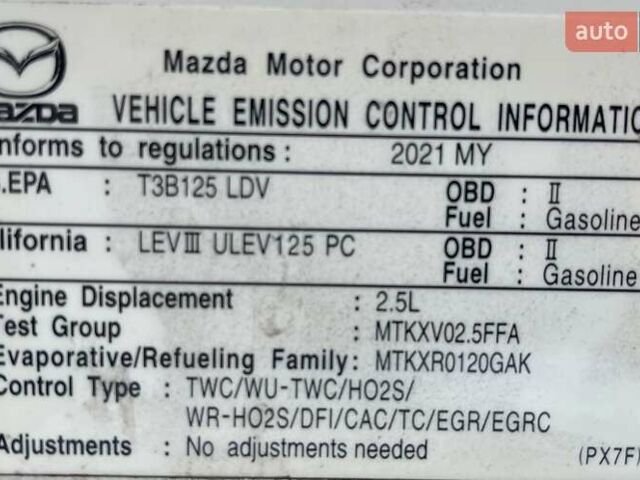 auto
Mazda Motor Corporation
mazda VEHICLE EMISSION CONTROL INFORMATIO
nforms to regulations : 2021 MY
.EPA : T3B125 LDV OBD : II
Fuel : Gasoline
lifornia : LEVIII ULEV125 PC OBD : II
Fuel : Gasoline
Engine Displacement : 2.5L
Test Group : MTKXV02.5FFA
Evaporative/Refueling Family: MTKXR0120GAK
Control Type : TWC/WU-TWC/HO2S/
WR-HO2S/DFI/CAC/TC/EGR/EGRC
Adjustments : No adjustments needed (PX7F)